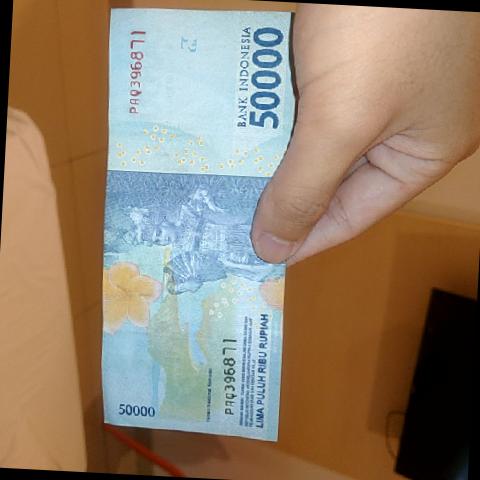 PAQ396871
BANK INDONESIA
50000
50000
PAQ396871
LIMA PULUH RIBU RUPIAH